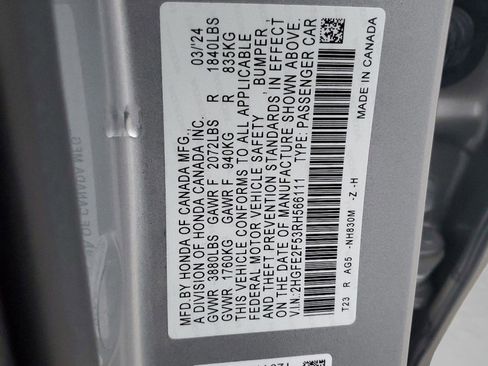 MFD BY HONDA OF CANADA MFG. 03/24
A DIVISION OF HONDA CANADA INC.
GVWR 3880LBS GAWR F 2072LBS R 1840LBS
GVWR 1760KG GAWR F 940KG R 835KG
THIS VEHICLE CONFORMS TO ALL APPLICABLE
FEDERAL MOTOR VEHICLE SAFETY BUMPER,
AND THEFT PREVENTION STANDARDS IN EFFECT
ON THE DATE OF MANUFACTURE SHOWN ABOVE.
V.I.N: 2HGFE2F53RH566111 TYPE: PASSENGER CAR
T23 - R AG5 -NH830M -Z -H
MADE IN CANADA